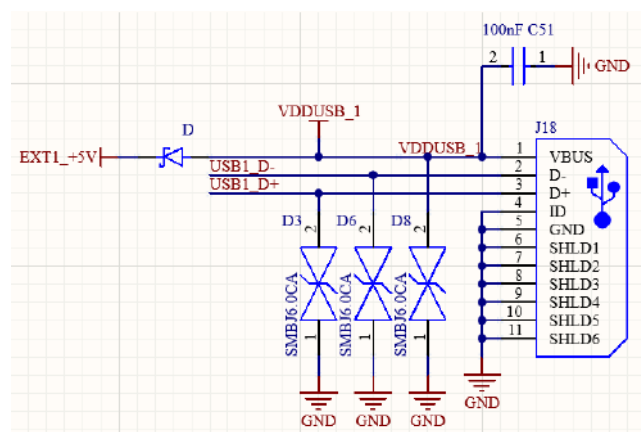 100nF C51
2
1
GND
D
VDDUSB_1
J18
EXT1_+5V
VDDUSB_1
1
VBUS
USB1_D-
2
D-
USB1_D+
3
D+
4
ID
D3
D6
D8
5
GND
2
2
2
6
SHLD1
7
SHLD2
8
SHLD3
9
SHLD4
10
SHLD5
11
SHLD6
SMBJ6.0CA
SMBJ6.0CA
SMBJ6.0CA
1
1
1
GND
GND
GND
GND